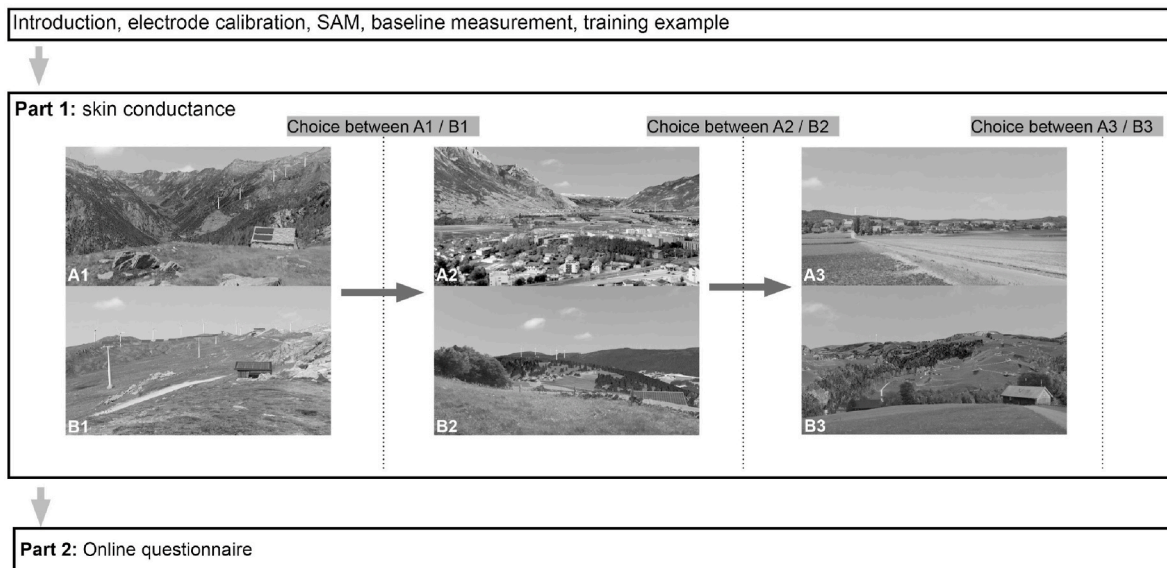 Introduction, electrode calibration, SAM, baseline measurement, training example
Part 1: skin conductance
Choice between A1 / B1
Choice between A2 / B2
Choice between A3 / B3
A1
A2
A3
B1
B2
B3
Part 2: Online questionnaire